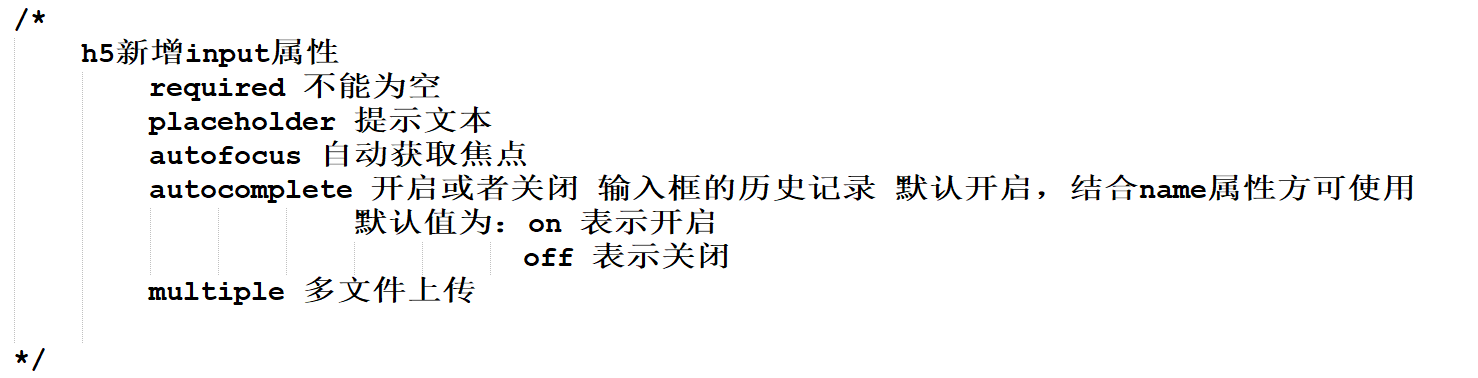 /*
h5新增input属性
required 不能为空
placeholder 提示文本
autofocus 自动获取焦点
autocomplete 开启或者关闭 输入框的历史记录 默认开启，结合name属性方可使用
默认值为：on 表示开启
off 表示关闭
multiple 多文件上传
*/